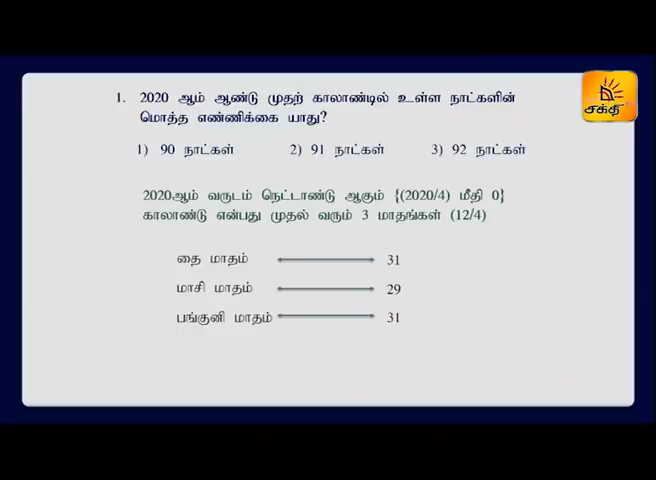 1. 2020 ஆம் ஆண்டு முதற் காலாண்டில் உள்ள நாட்களின்
மொத்த எண்ணிக்கை யாது?
1) 90 நாட்கள் 2) 91 நாட்கள் 3) 92 நாட்கள்
2020ஆம் வருடம் நெட்டாண்டு ஆகும் {(2020/4) மீதி 0}
காலாண்டு என்பது முதல் வரும் 3 மாதங்கள் (12/4)
தை மாதம் 31
மாசி மாதம் 29
பங்குனி மாதம் 31
சக்தி